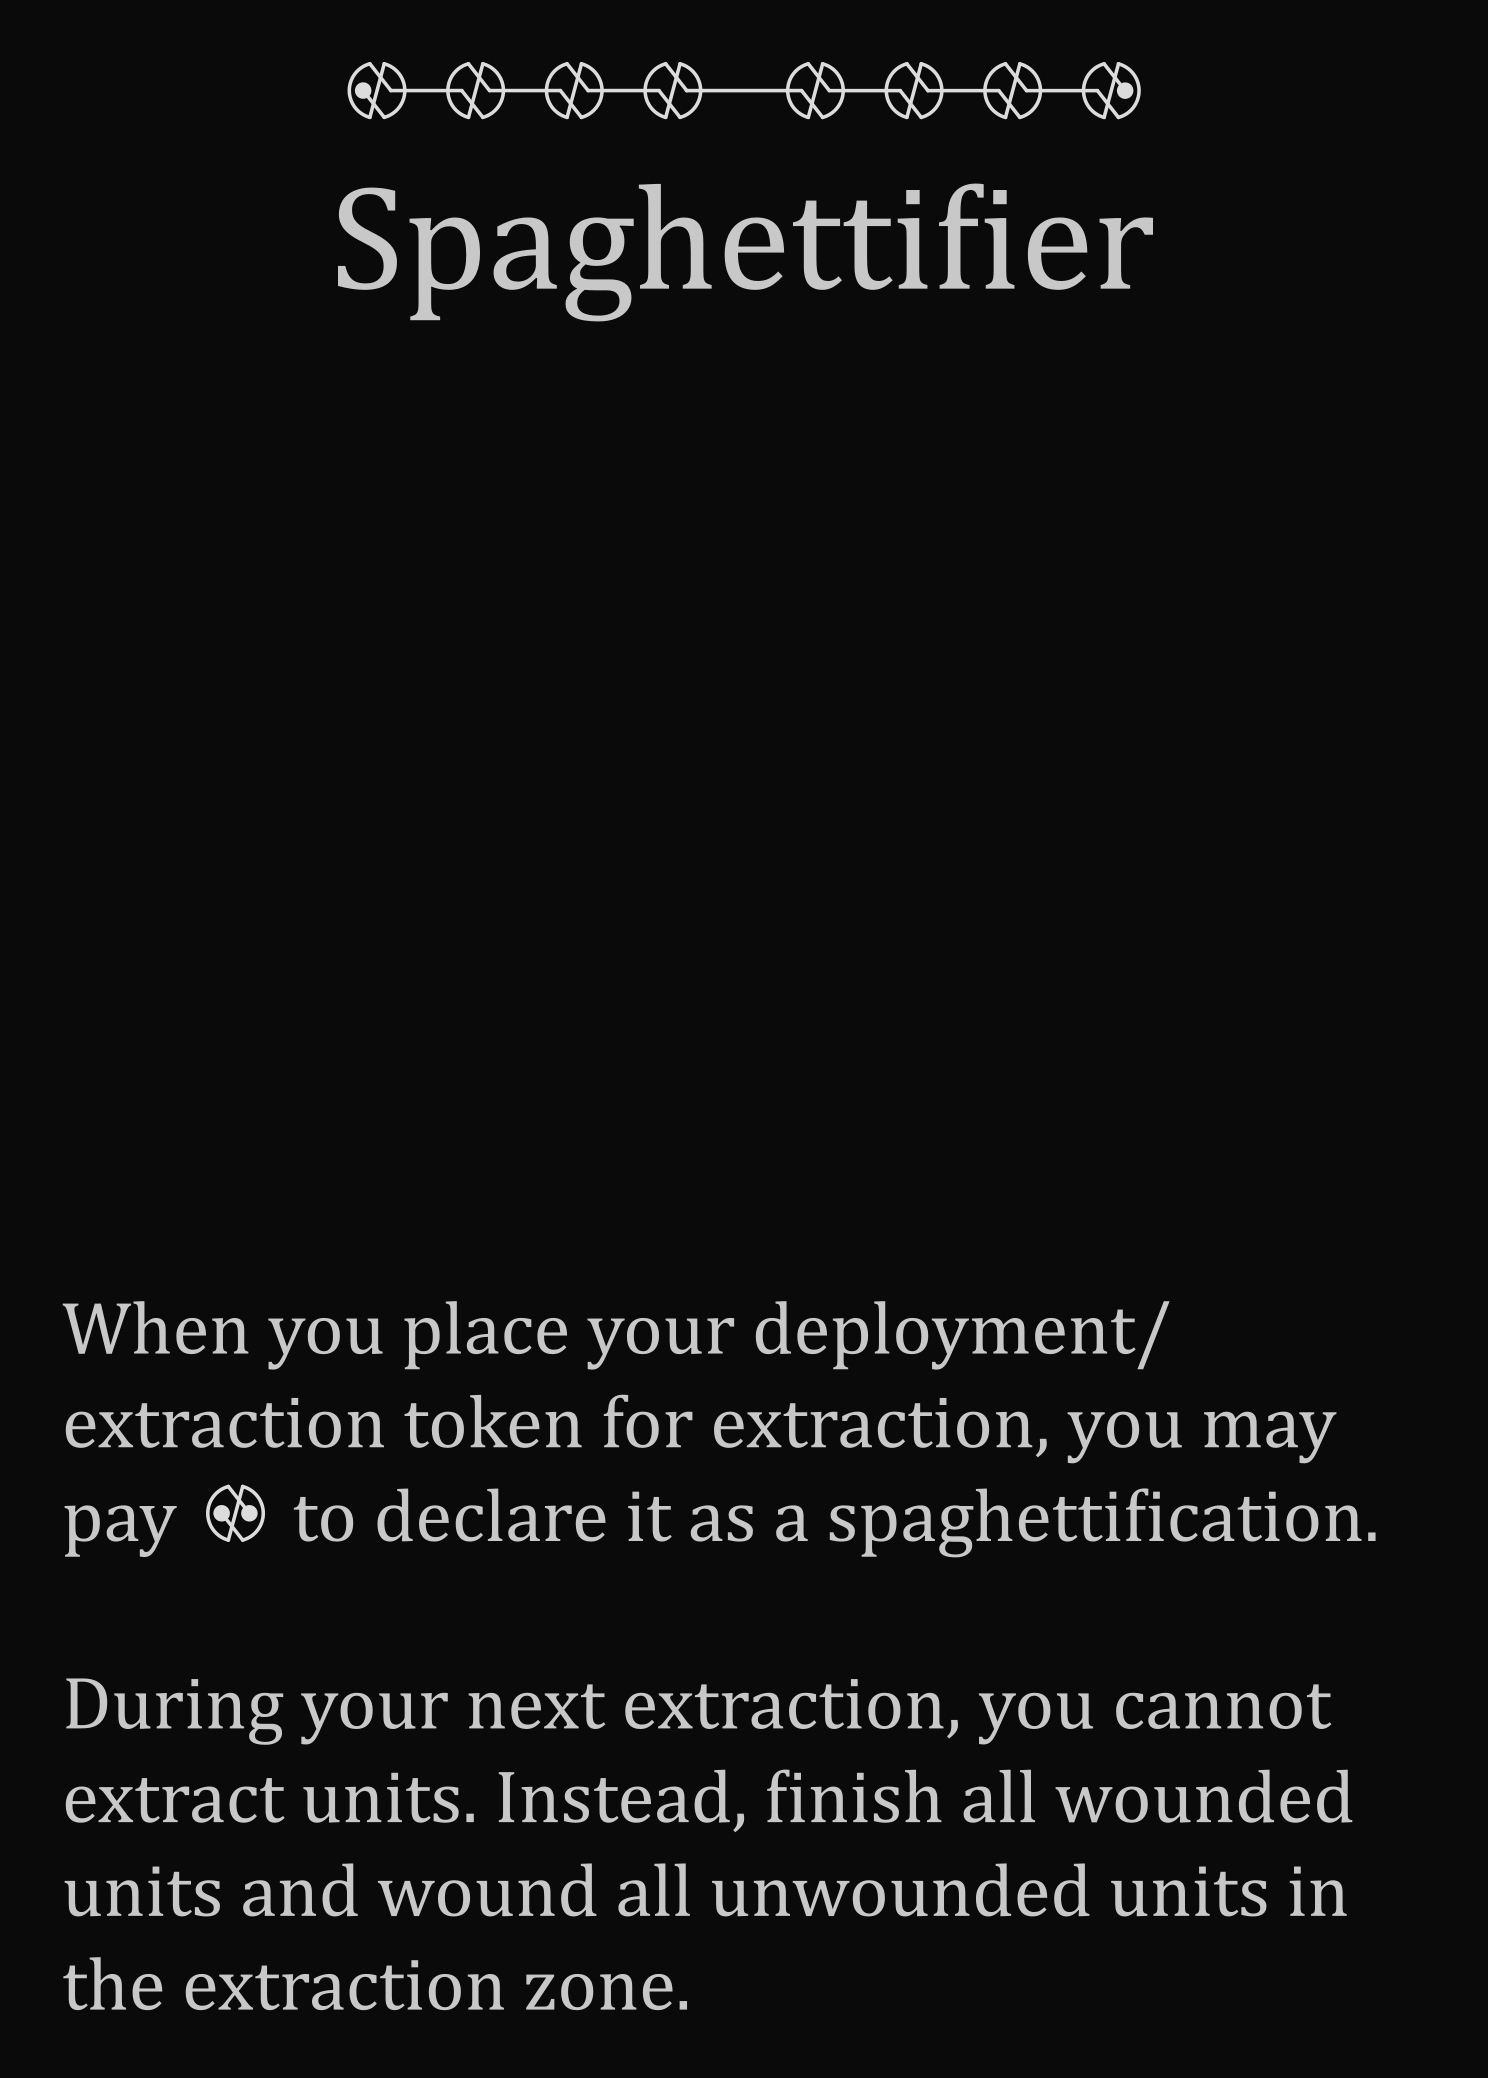 Spaghettifier
When you place your deployment/
extraction token for extraction, you may
pay to declare it as a spaghettification.
During your next extraction, you cannot
extract units. Instead, finish all wounded
units and wound all unwounded units in
the extraction zone.